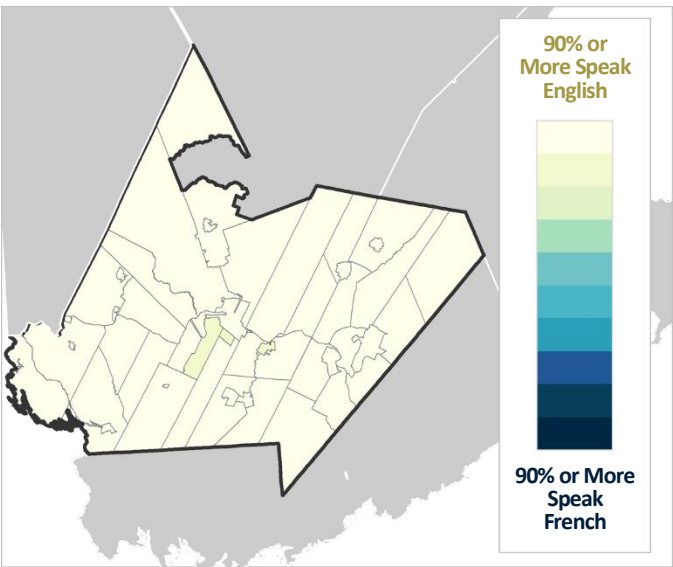 90% or
More Speak
English
90% or More
Speak
French